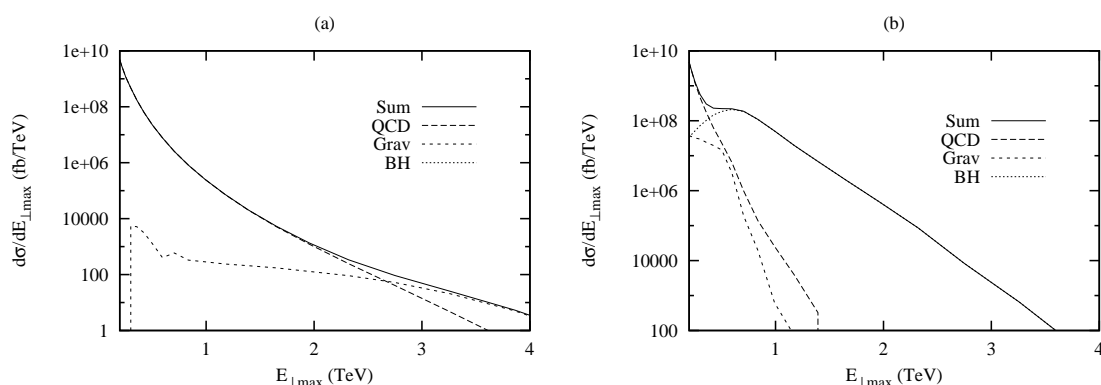 (a)
dσ/dE⊥max (fb/TeV)
1e+10
1e+08
1e+06
10000
100
1
Sum
QCD
Grav
BH
1
2
3
4
E⊥max (TeV)
(b)
dσ/dE⊥max (fb/TeV)
1e+10
1e+08
1e+06
10000
100
Sum
QCD
Grav
BH
1
2
3
4
E⊥max (TeV)